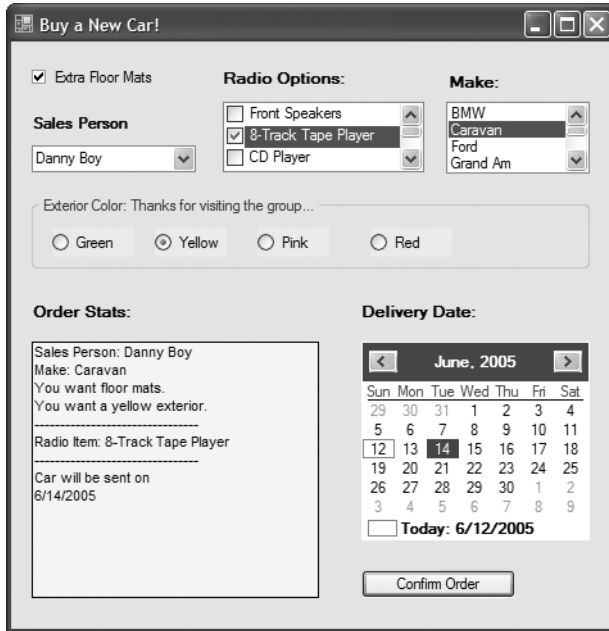 Buy a New Car!
Extra Floor Mats
Radio Options:
Make:
Front Speakers
8-Track Tape Player
CD Player
BMW
Caravan
Ford
Grand Am
Sales Person
Danny Boy
Exterior Color: Thanks for visiting the group...
Green Yellow Pink Red
Order Stats:
Sales Person: Danny Boy
Make: Caravan
You want floor mats.
You want a yellow exterior.
--------------------------------
Radio Item: 8-Track Tape Player
--------------------------------
Car will be sent on
6/14/2005
Delivery Date:
June, 2005
Sun Mon Tue Wed Thu Fri Sat
29 30 31 1 2 3 4
5 6 7 8 9 10 11
12 13 14 15 16 17 18
19 20 21 22 23 24 25
26 27 28 29 30 1 2
3 4 5 6 7 8 9
Today: 6/12/2005
Confirm Order